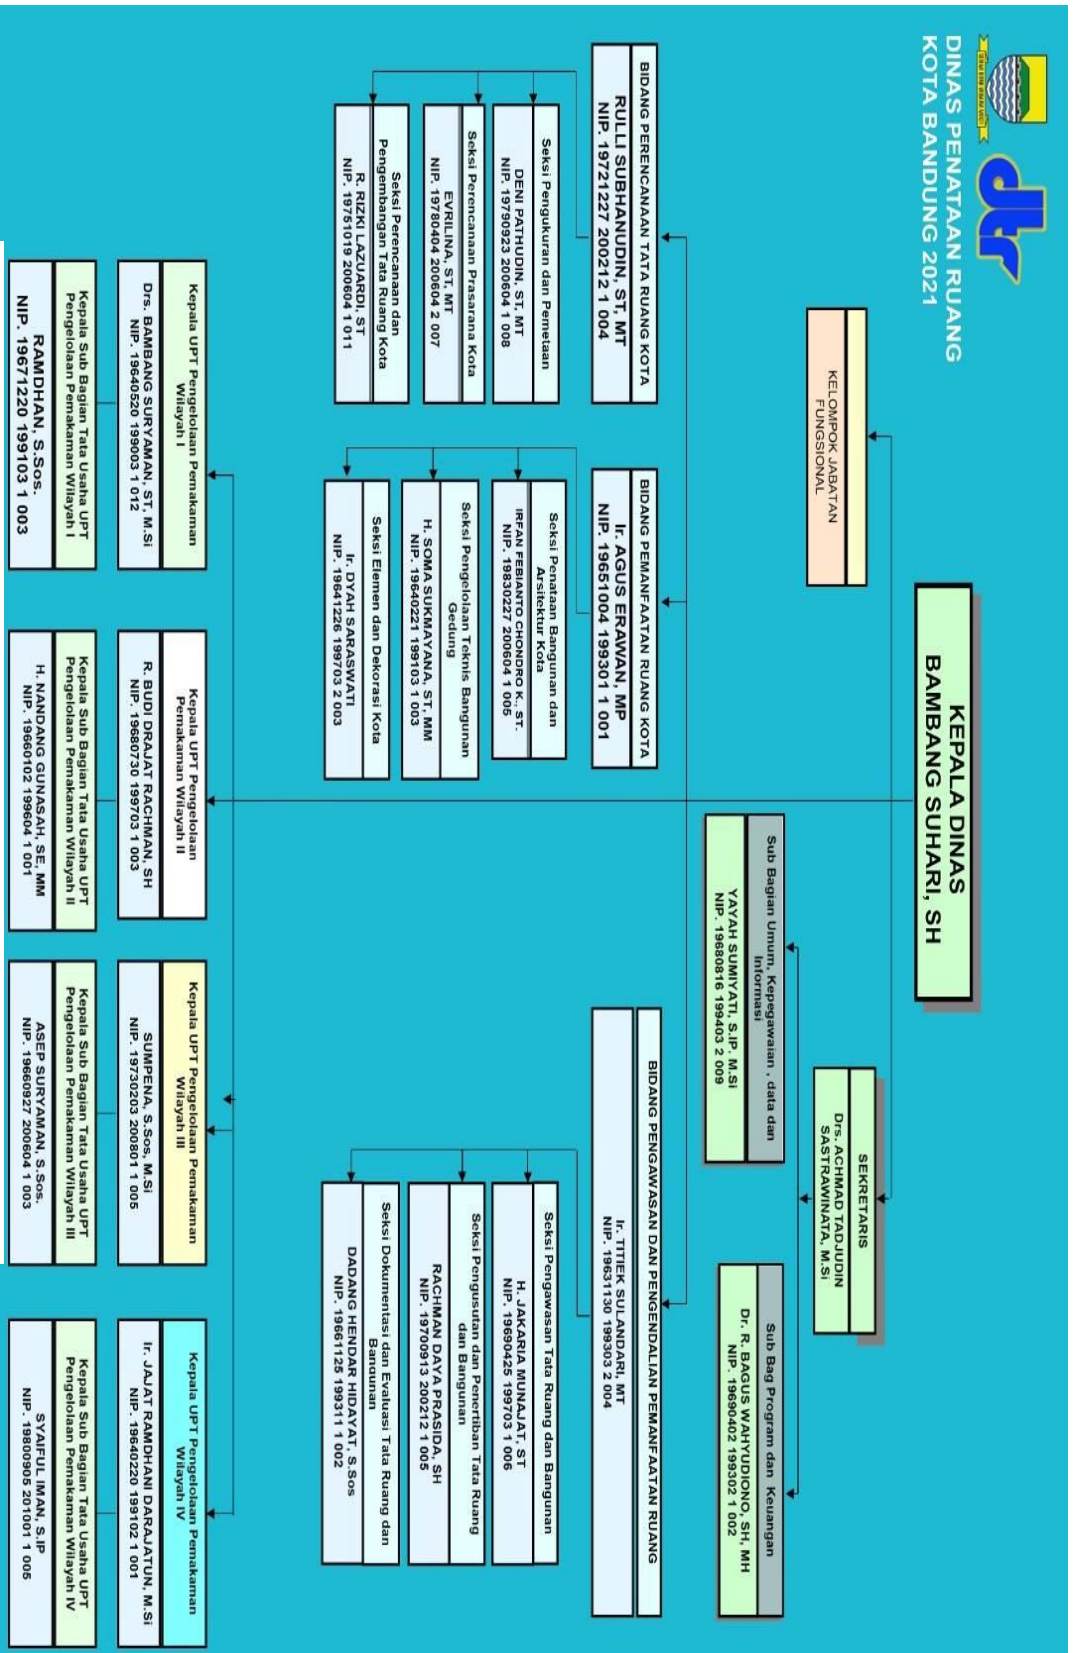 dtr
DINAS PENATAAN RUANG
KOTA BANDUNG 2021
KEPALA DINAS
BAMBANG SUHARI, SH
KELOMPOK JABATAN
FUNGSIONAL
SEKRETARIS
Drs. ACHMAD TADJUDIN
SASTRAWINATA, M.Si
Sub Bagian Umum, Kepegawaian , data dan
Informasi
YAYAH SUMIYATI, S.IP. M.Si
NIP. 19680816 199403 2 009
Sub Bag Program dan Keuangan
Dr. R. BAGUS WAHYUDIONO, SH, MH
NIP. 19690402 199302 1 002
BIDANG PERENCANAAN TATA RUANG KOTA
RULLI SUBHANUDIN, ST, MT
NIP. 19721227 200212 1 004
Seksi Pengukuran dan Pemetaan
DENI PATHUDIN, ST, MT
NIP. 19790923 200604 1 008
Seksi Perencanaan Prasarana Kota
EVRILINA, ST, MT
NIP. 19780404 200604 2 007
Seksi Perencanaan dan
Pengembangan Tata Ruang Kota
R. RIZKI LAZUARDI, ST
NIP. 19751019 200604 1 011
BIDANG PEMANFAATAN RUANG KOTA
Ir. AGUS ERAWAN, MP
NIP. 19651004 199301 1 001
Seksi Penataan Bangunan dan
Arsitektur Kota
IRFAN FEBIANTO CHONDRO K., ST.
NIP. 19830227 200604 1 005
Seksi Pengelolaan Teknis Bangunan
Gedung
H. SOMA SUKMAYANA, ST, MM
NIP. 19640221 199103 1 003
Seksi Elemen dan Dekorasi Kota
Ir. DYAH SARASWATI
NIP. 19641226 199703 2 003
BIDANG PENGAWASAN DAN PENGENDALIAN PEMANFAATAN RUANG
Ir. TITIEK SULANDARI, MT
NIP. 19631130 199303 2 004
Seksi Pengawasan Tata Ruang dan Bangunan
H. JAKARIA MUNAJAT, ST
NIP. 19690425 199703 1 006
Seksi Pengusutan dan Penertiban Tata Ruang
dan Bangunan
RACHMAN DAYA PRASIDA, SH
NIP. 19700913 200212 1 005
Seksi Dokumentasi dan Evaluasi Tata Ruang dan
Bangunan
DADANG HENDAR HIDAYAT, S.Sos
NIP. 19661125 199311 1 002
Kepala UPT Pengelolaan Pemakaman
Wilayah I
Drs. BAMBANG SURYAMAN, ST, M.Si
NIP. 19640520 199003 1 012
Kepala Sub Bagian Tata Usaha UPT
Pengelolaan Pemakaman Wilayah I
RAMDHAN, S.Sos.
NIP. 19671220 199103 1 003
Kepala UPT Pengelolaan
Pemakaman Wilayah II
R. BUDI DRAJAT RACHMAN, SH
NIP. 19680730 199703 1 003
Kepala Sub Bagian Tata Usaha UPT
Pengelolaan Pemakaman Wilayah II
H. NANDANG GUNASAH, SE, MM
NIP. 19660102 199604 1 001
Kepala UPT Pengelolaan Pemakaman
Wilayah III
SUMPENA, S.Sos, M.Si
NIP. 19730203 200801 1 005
Kepala Sub Bagian Tata Usaha UPT
Pengelolaan Pemakaman Wilayah III
ASEP SURYAMAN, S.Sos.
NIP. 19660927 200604 1 003
Kepala UPT Pengelolaan Pemakaman
Wilayah IV
Ir. JAJAT RAMDHANI DARAJATUN, M.Si
NIP. 19640220 199102 1 001
Kepala Sub Bagian Tata Usaha UPT
Pengelolaan Pemakaman Wilayah IV
SYAIFUL IMAN, S.IP
NIP. 19800905 201001 1 005